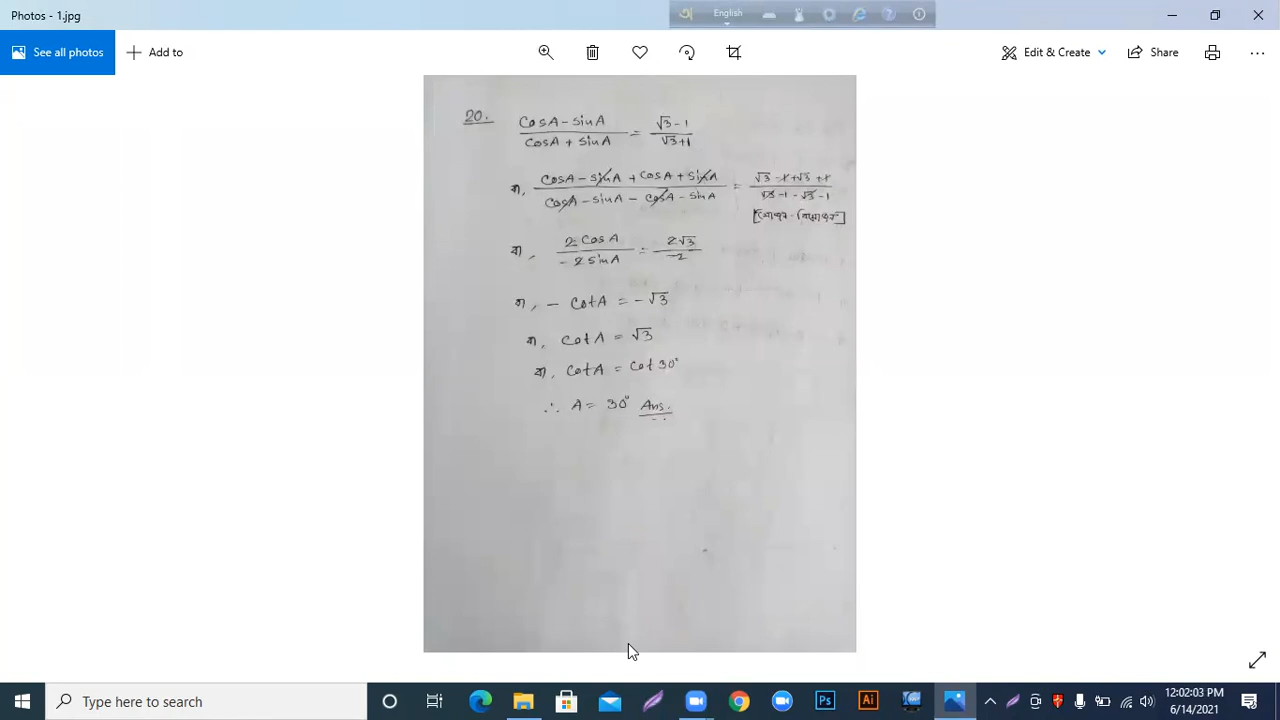 Photos - 1.jpg
English
See all photos
Add to
Edit & Create
Share
20. CosA - sinA / CosA + sinA = √3 - 1 / √3 + 1
বা, CosA - sinA + CosA + sinA / CosA - sinA - CosA - sinA = √3 - 1 + √3 + 1 / √3 - 1 - √3 - 1
[যোজন - বিয়োজন]
বা, 2 CosA / - 2 sinA = 2√3 / -2
বা, - CotA = - √3
বা, CotA = √3
বা, CotA = Cot 30°
∴ A = 30° Ans.
Type here to search
12:02:03 PM
6/14/2021